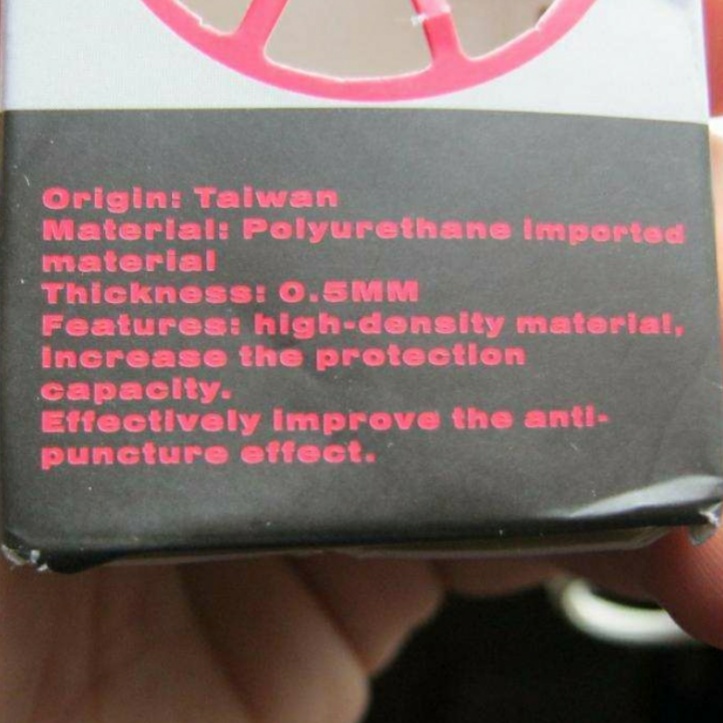 Origin: Taiwan
Material: Polyurethane imported
material
Thickness: 0.5MM
Features: high-density material,
increase the protection
capacity.
Effectively improve the anti-
puncture effect.